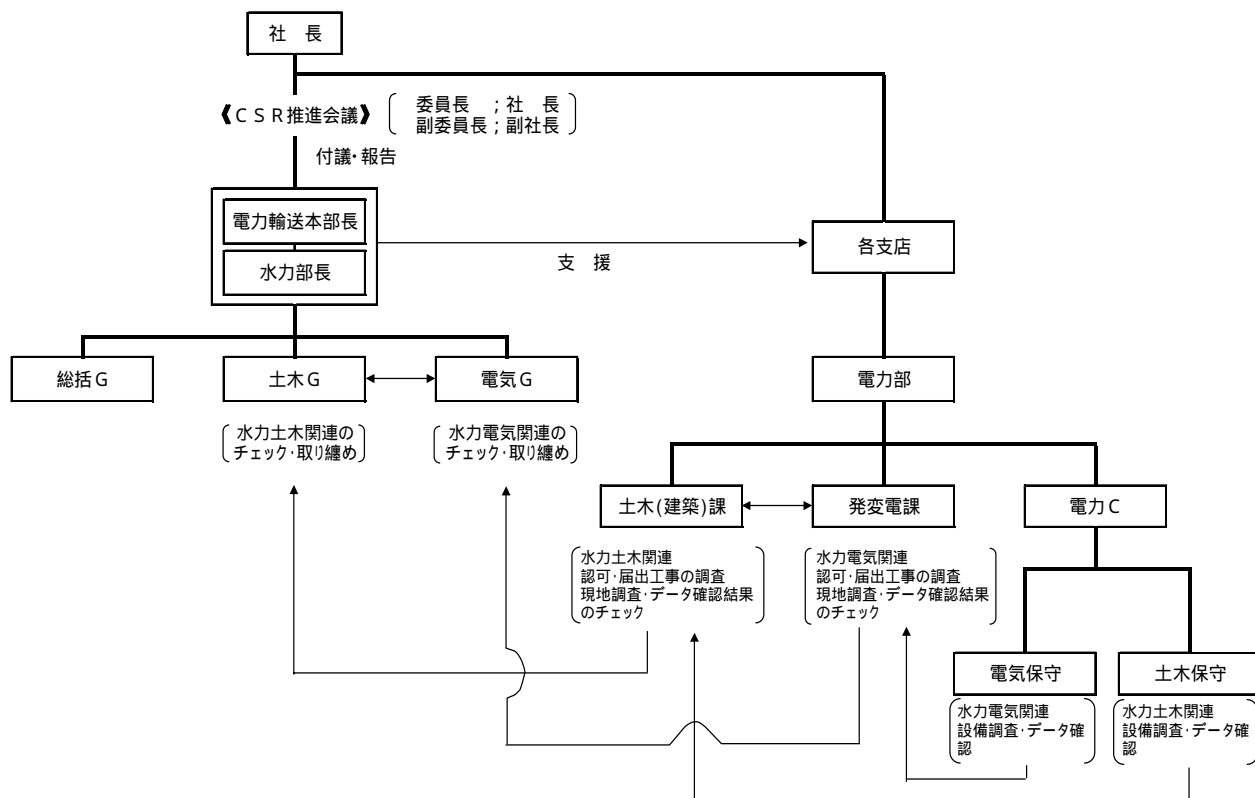 社　長
《ＣＳＲ推進会議》
委員長　；社　長
副委員長；副社長
付議・報告
電力輸送本部長
水力部長
支　援
各支店
総括Ｇ
土木Ｇ
電気Ｇ
電力部
水力土木関連の
チェック・取り纏め
水力電気関連の
チェック・取り纏め
土木(建築)課
発変電課
電力Ｃ
水力土木関連
認可・届出工事の調査
現地調査・データ確認結果
のチェック
水力電気関連
認可・届出工事の調査
現地調査・データ確認結果
のチェック
電気保守
土木保守
水力電気関連
設備調査・データ確
認
水力土木関連
設備調査・データ確
認